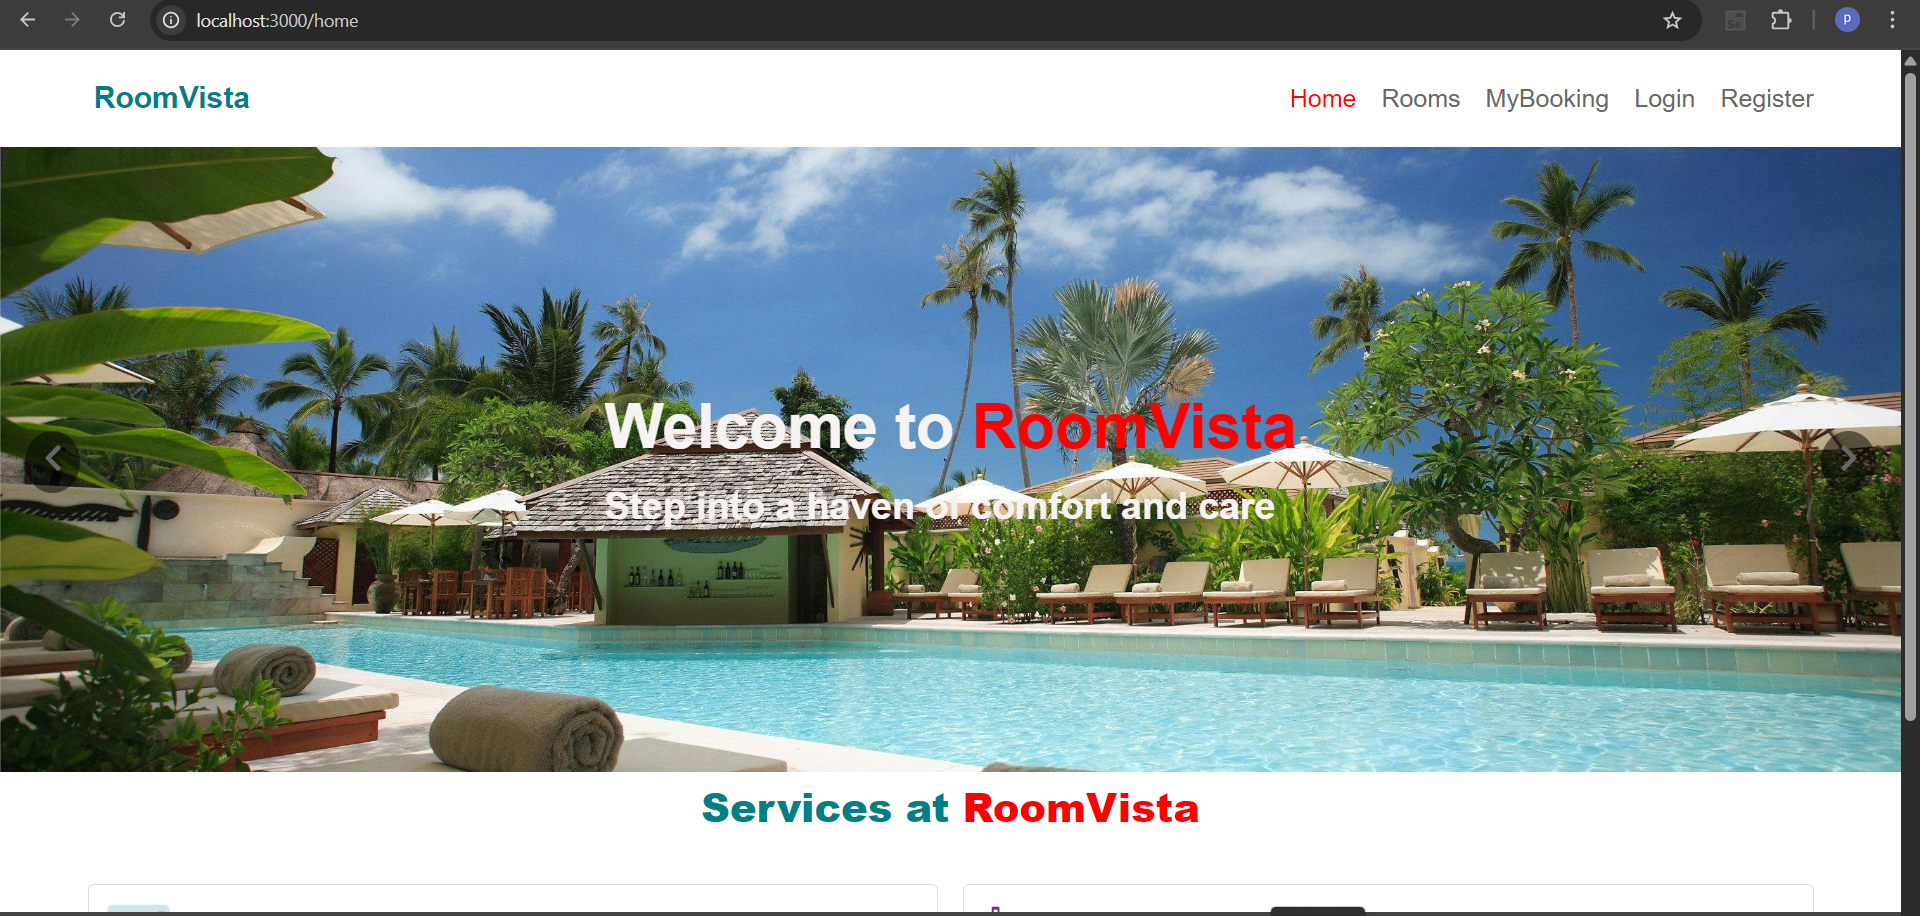 localhost:3000/home
P
RoomVista
Home Rooms MyBooking Login Register
Welcome to RoomVista
Step into a haven of comfort and care
Services at RoomVista